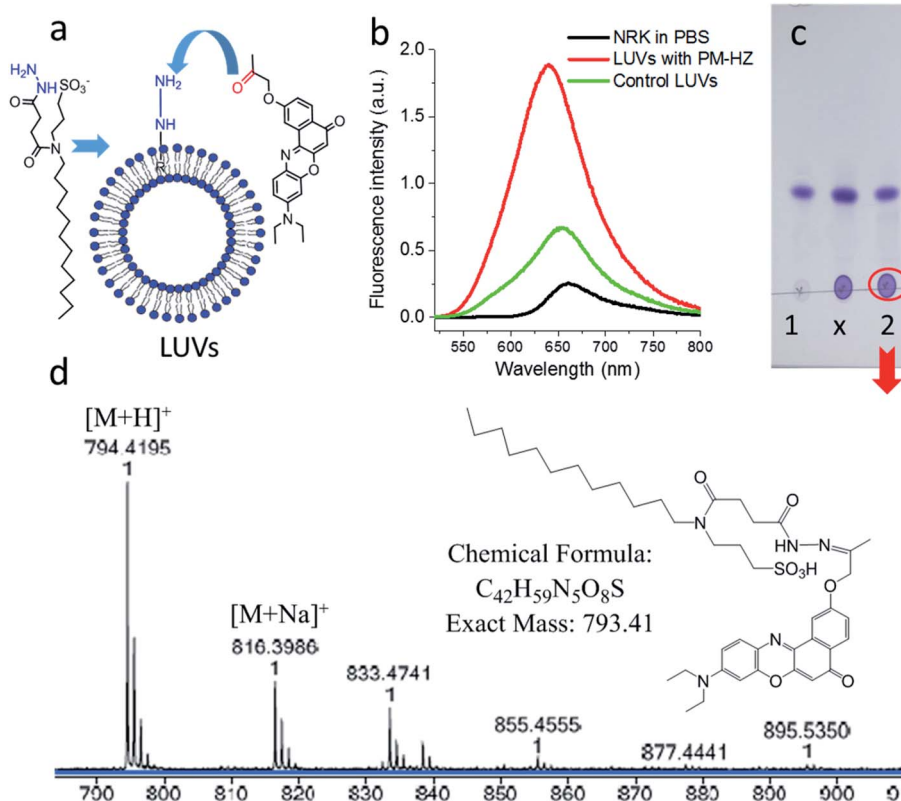 a
H₂N
NH
SO₃⁻
O
O
N
NH₂
NH
R
O
O
O
N
O
N
LUVs
b
NRK in PBS
LUVs with PM-HZ
Control LUVs
Fluorescence intensity (a.u.)
2.0
1.5
1.0
0.5
0.0
550
600
650
700
750
800
Wavelength (nm)
c
1 x 2
d
[M+H]⁺
794.4195
1
[M+Na]⁺
816.3986
1
833.4741
1
855.4555
1
877.4441
895.5350
1
Chemical Formula:
C₄₂H₅₉N₅O₈S
Exact Mass: 793.41
O
N
O
HN
N
SO₃H
O
N
N
O
O
700
800
810
820
830
840
850
860
870
880
890
900